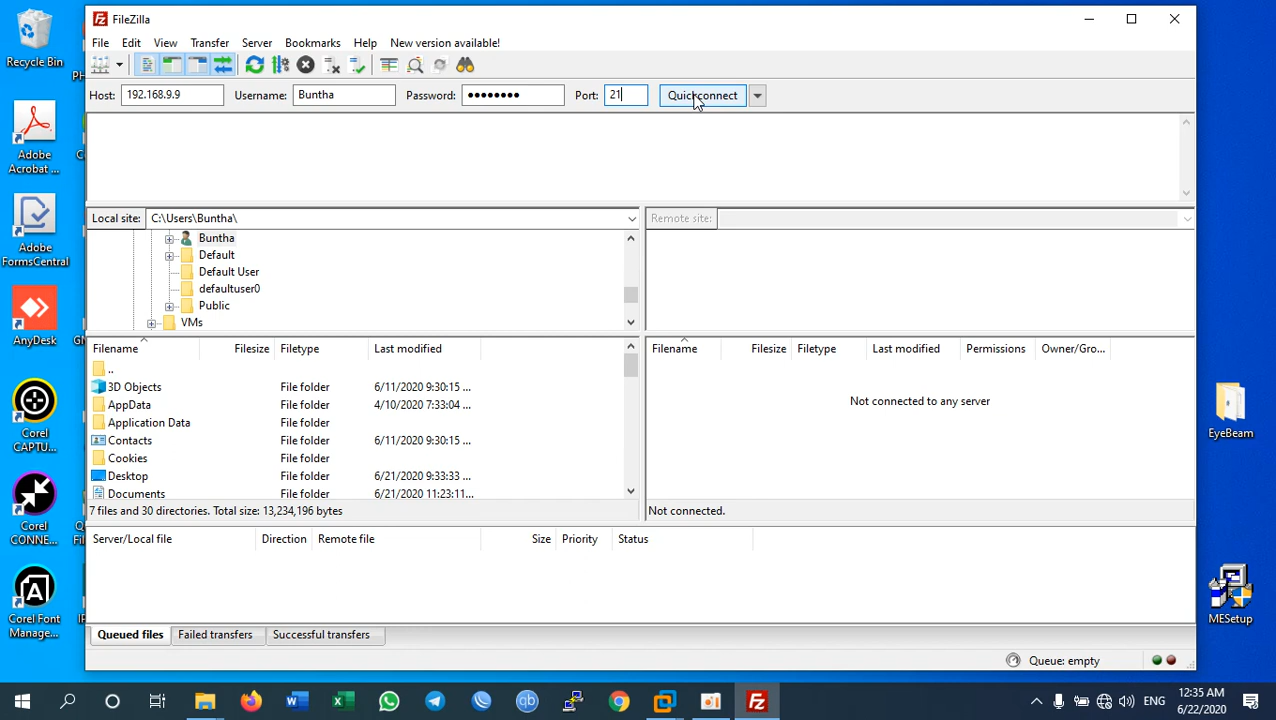 Recycle Bin
Adobe
Acrobat ...
Adobe
FormsCentral
AnyDesk
Corel
CAPTU...
Corel
CONNE...
Corel Font
Manage...
FileZilla
File Edit View Transfer Server Bookmarks Help New version available!
Host: 192.168.9.9 Username: Buntha Password: ●●●●●●●● Port: 21 Quickconnect
Local site: C:\Users\Buntha\
Remote site:
Buntha
Default
Default User
defaultuser0
Public
VMs
Filename Filesize Filetype Last modified
..
3D Objects File folder 6/11/2020 9:30:15 ...
AppData File folder 4/10/2020 7:33:04 ...
Application Data File folder
Contacts File folder 6/11/2020 9:30:15 ...
Cookies File folder
Desktop File folder 6/21/2020 9:33:33 ...
Documents File folder 6/21/2020 11:23:11...
7 files and 30 directories. Total size: 13,234,196 bytes
Filename Filesize Filetype Last modified Permissions Owner/Gro...
Not connected to any server
Not connected.
Server/Local file Direction Remote file Size Priority Status
Queued files Failed transfers Successful transfers
Queue: empty
EyeBeam
MESetup
ENG
12:35 AM
6/22/2020